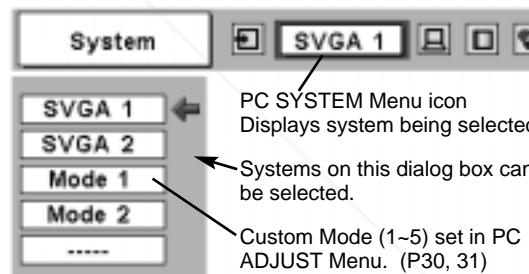 System
SVGA 1
SVGA 1
SVGA 2
Mode 1
Mode 2
-----
PC SYSTEM Menu icon
Displays system being selected
Systems on this dialog box can
be selected.
Custom Mode (1~5) set in PC
ADJUST Menu. (P30, 31)